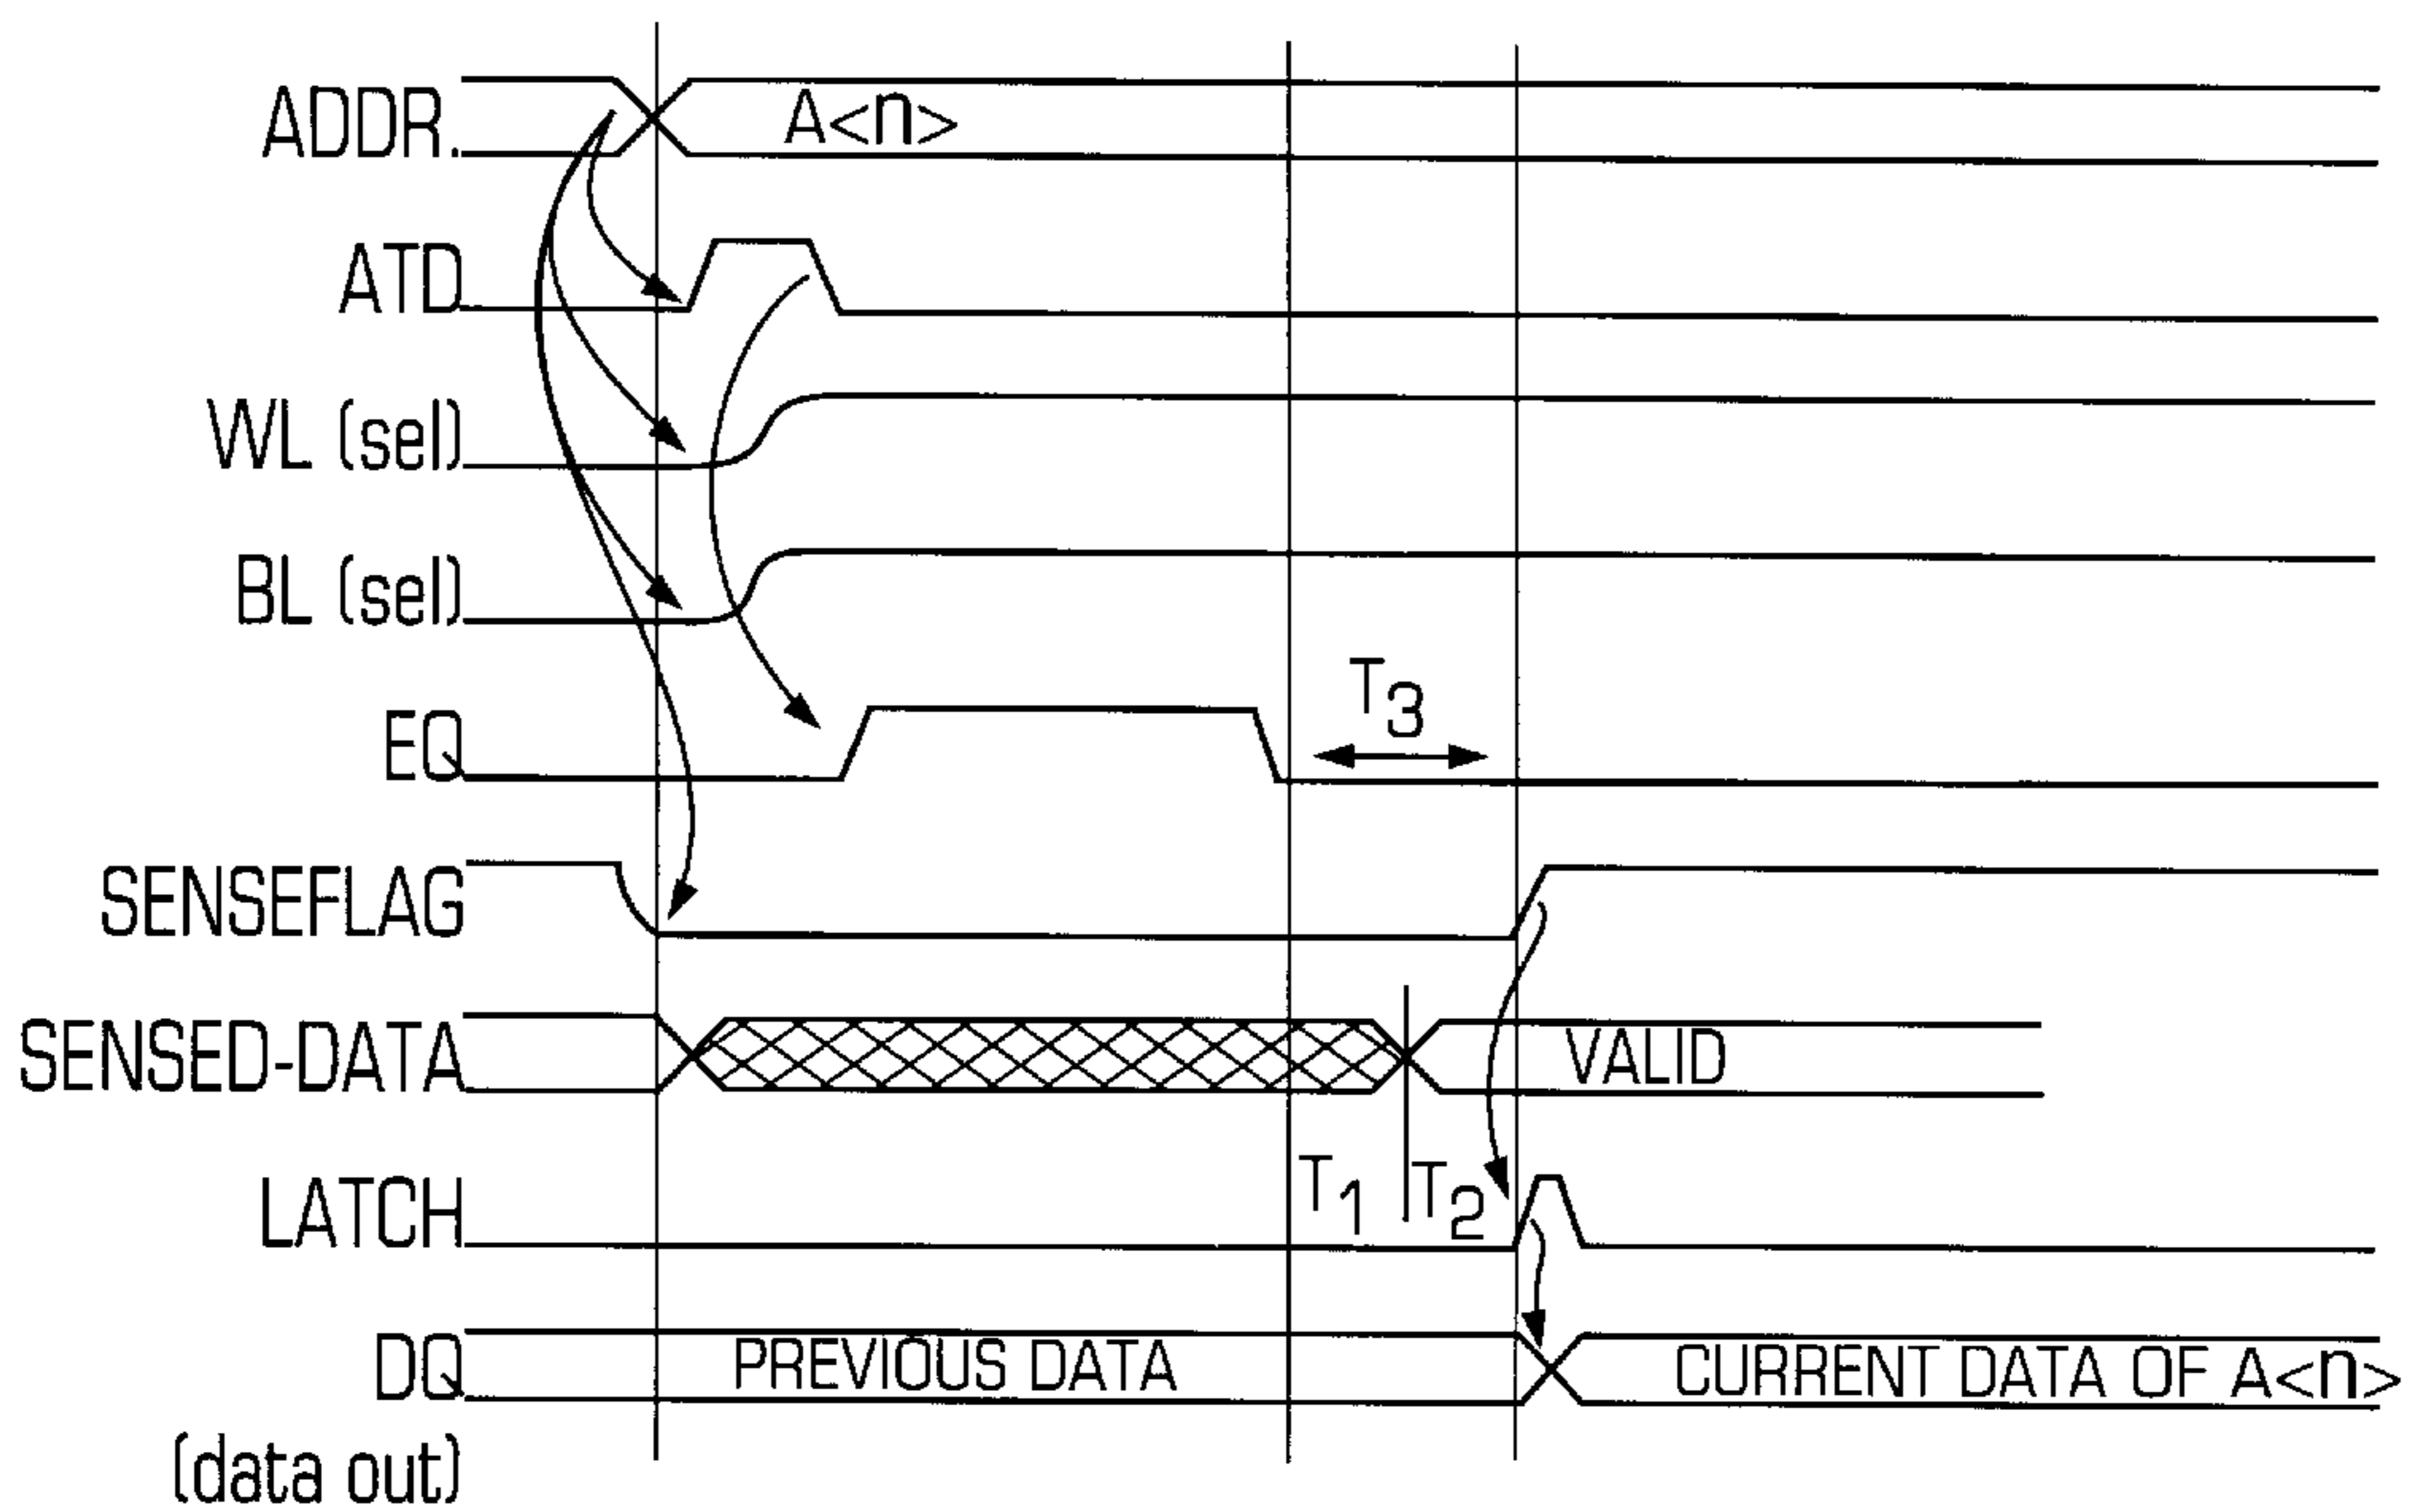 ADDR.
A<n>
ATD
WL (sel)
BL (sel)
T3
EQ
SENSEFLAG
SENSED-DATA
VALID
T1
T2
LATCH
DQ
PREVIOUS DATA
CURRENT DATA OF A<n>
(data out)